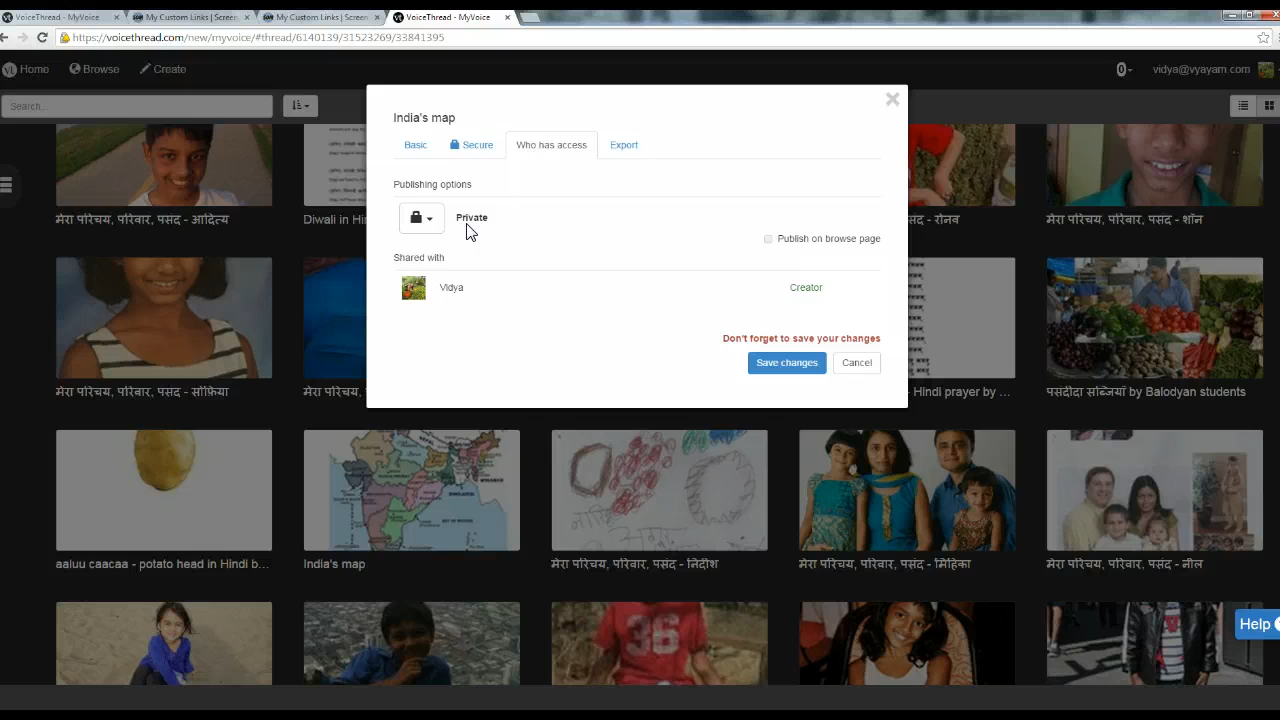 VoiceThread - MyVoice
My Custom Links | Screen
My Custom Links | Screen
VoiceThread - MyVoice
https://voicethread.com/new/myvoice/#thread/6140139/31523269/33841395
Home
Browse
Create
0
vidya@vyayam.com
Search...
India's map
Basic
Secure
Who has access
Export
Publishing options
Private
Publish on browse page
Shared with
Vidya
Creator
Don't forget to save your changes
Save changes
Cancel
मेरा परिचय, परिवार, पसंद - आदित्य
Diwali in Hi
- रोनव
मेरा परिचय, परिवार, पसंद - शॉन
मेरा परिचय, परिवार, पसंद - सोफ़िया
मेरा परिचय, परि
Hindi prayer by ...
पसंदीदा सब्जियाँ by Balodyan students
aaluu caacaa - potato head in Hindi b...
India's map
मेरा परिचय, परिवार, पसंद - निदीश
मेरा परिचय, परिवार, पसंद - मिहिका
मेरा परिचय, परिवार, पसंद - नील
36
Help